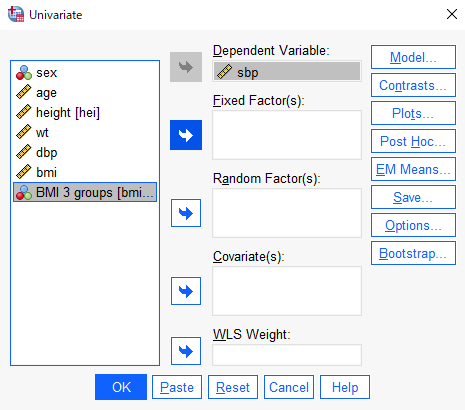 Univariate
Dependent Variable:
sbp
sex
age
height [hei]
wt
dbp
bmi
BMI 3 groups [bmi...
Fixed Factor(s):
Random Factor(s):
Covariate(s):
WLS Weight:
Model...
Contrasts...
Plots...
Post Hoc...
EM Means...
Save...
Options...
Bootstrap...
OK
Paste
Reset
Cancel
Help